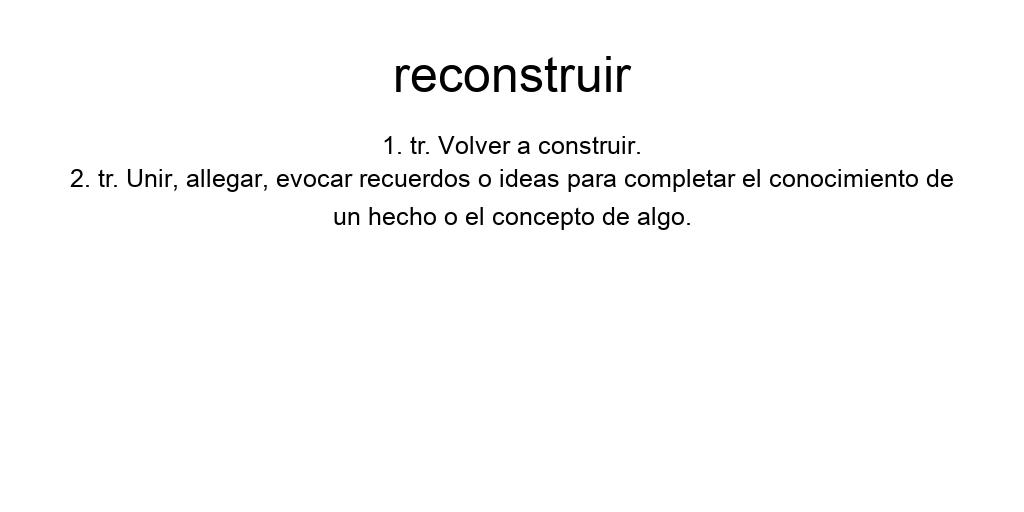 reconstruir
1. tr. Volver a construir.
2. tr. Unir, allegar, evocar recuerdos o ideas para completar el conocimiento de
un hecho o el concepto de algo.